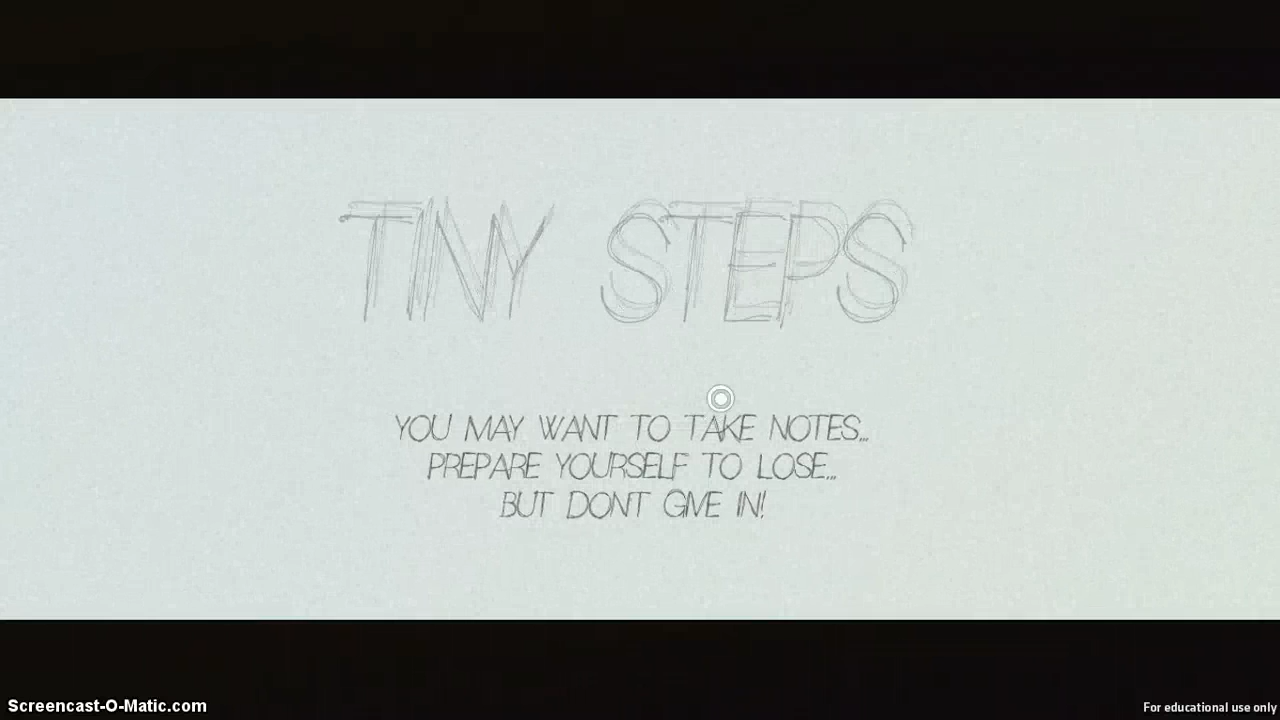 TINY STEPS
YOU MAY WANT TO TAKE NOTES...
PREPARE YOURSELF TO LOSE...
BUT DONT GIVE IN!
Screencast-O-Matic.com
For educational use only